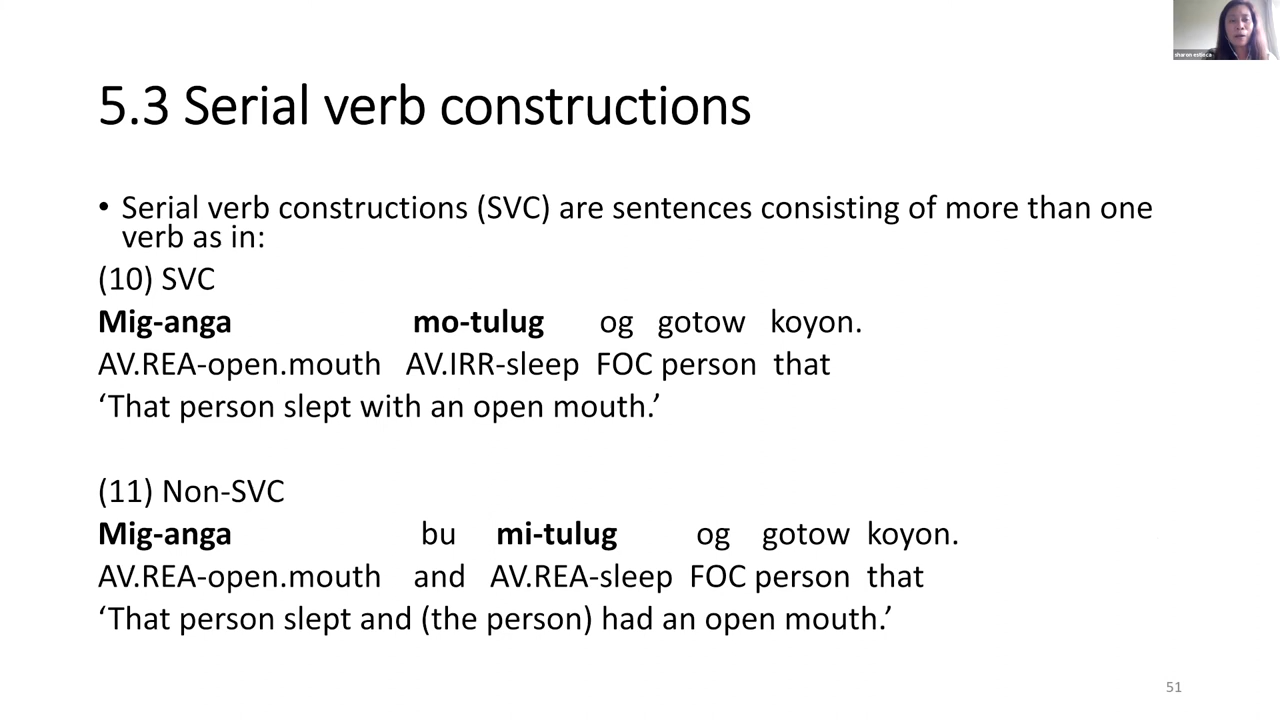 sharon estioca
5.3 Serial verb constructions
• Serial verb constructions (SVC) are sentences consisting of more than one
verb as in:
(10) SVC
Mig-anga mo-tulug og gotow koyon.
AV.REA-open.mouth AV.IRR-sleep FOC person that
‘That person slept with an open mouth.’
(11) Non-SVC
Mig-anga bu mi-tulug og gotow koyon.
AV.REA-open.mouth and AV.REA-sleep FOC person that
‘That person slept and (the person) had an open mouth.’
51